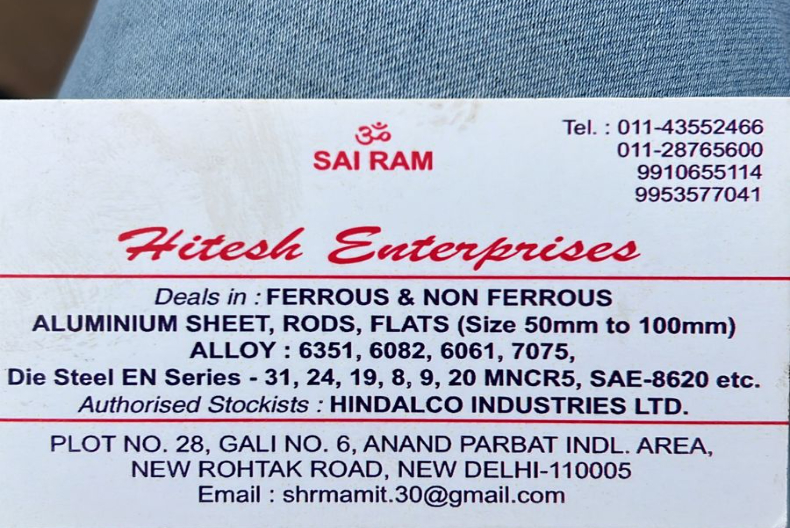 ॐ
SAI RAM
Tel. : 011-43552466
011-28765600
9910655114
9953577041
Hitesh Enterprises
Deals in : FERROUS & NON FERROUS
ALUMINIUM SHEET, RODS, FLATS (Size 50mm to 100mm)
ALLOY : 6351, 6082, 6061, 7075,
Die Steel EN Series - 31, 24, 19, 8, 9, 20 MNCR5, SAE-8620 etc.
Authorised Stockists : HINDALCO INDUSTRIES LTD.
PLOT NO. 28, GALI NO. 6, ANAND PARBAT INDL. AREA,
NEW ROHTAK ROAD, NEW DELHI-110005
Email : shrmamit.30@gmail.com